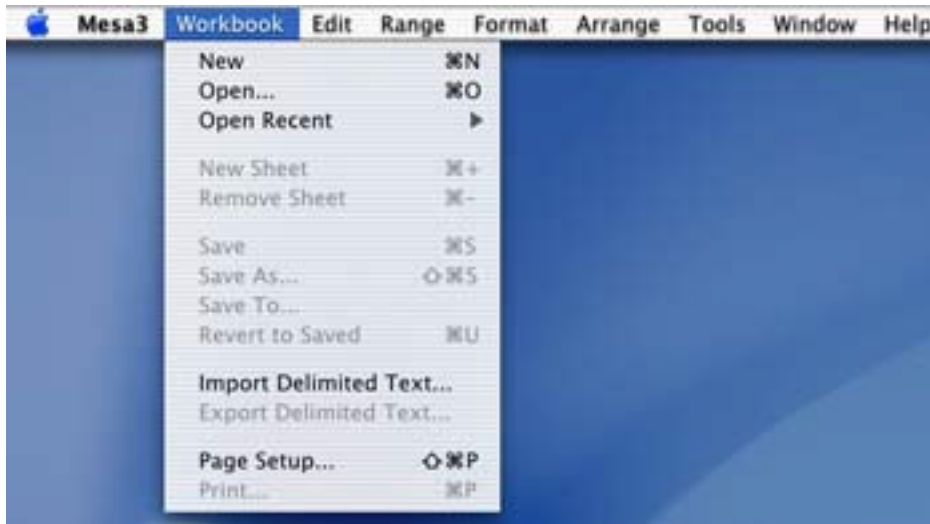 Mesa3 Workbook Edit Range Format Arrange Tools Window Help
New ⌘N
Open... ⌘O
Open Recent ▶
New Sheet ⌘+
Remove Sheet ⌘-
Save ⌘S
Save As... ⇧⌘S
Save To...
Revert to Saved ⌘U
Import Delimited Text...
Export Delimited Text...
Page Setup... ⇧⌘P
Print... ⌘P